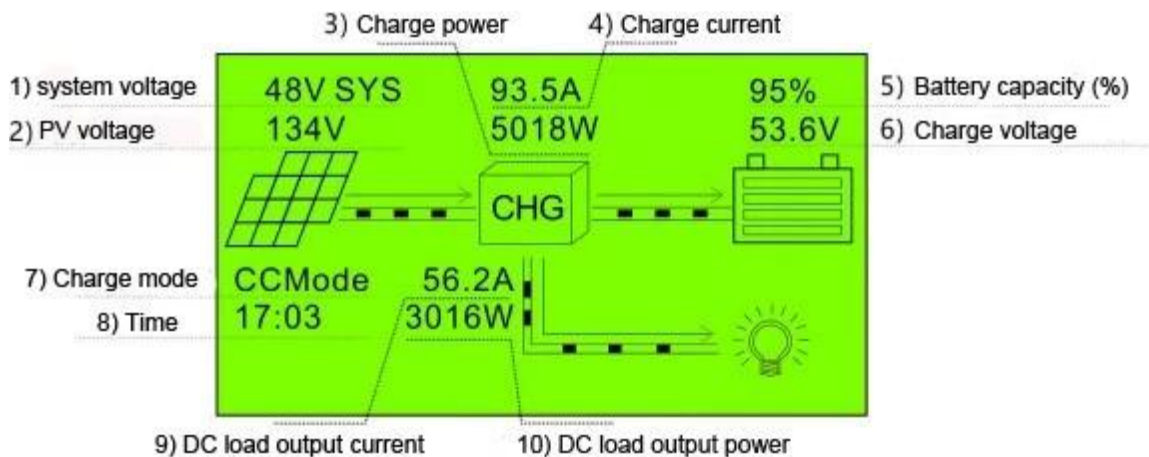 3) Charge power
4) Charge current
1) system voltage
48V SYS
93.5A
95%
5) Battery capacity (%)
2) PV voltage
134V
5018W
53.6V
6) Charge voltage
CHG
7) Charge mode
CCMode
56.2A
8) Time
17:03
3016W
9) DC load output current
10) DC load output power